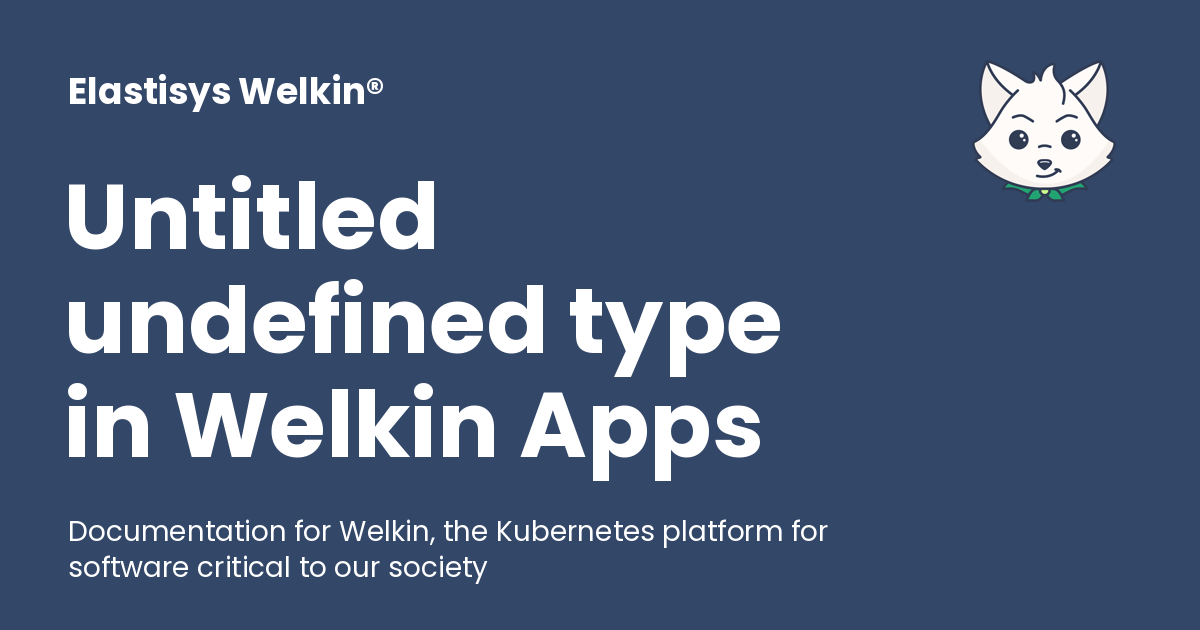 Elastisys Welkin®
Untitled
undefined type
in Welkin Apps
Documentation for Welkin, the Kubernetes platform for
software critical to our society